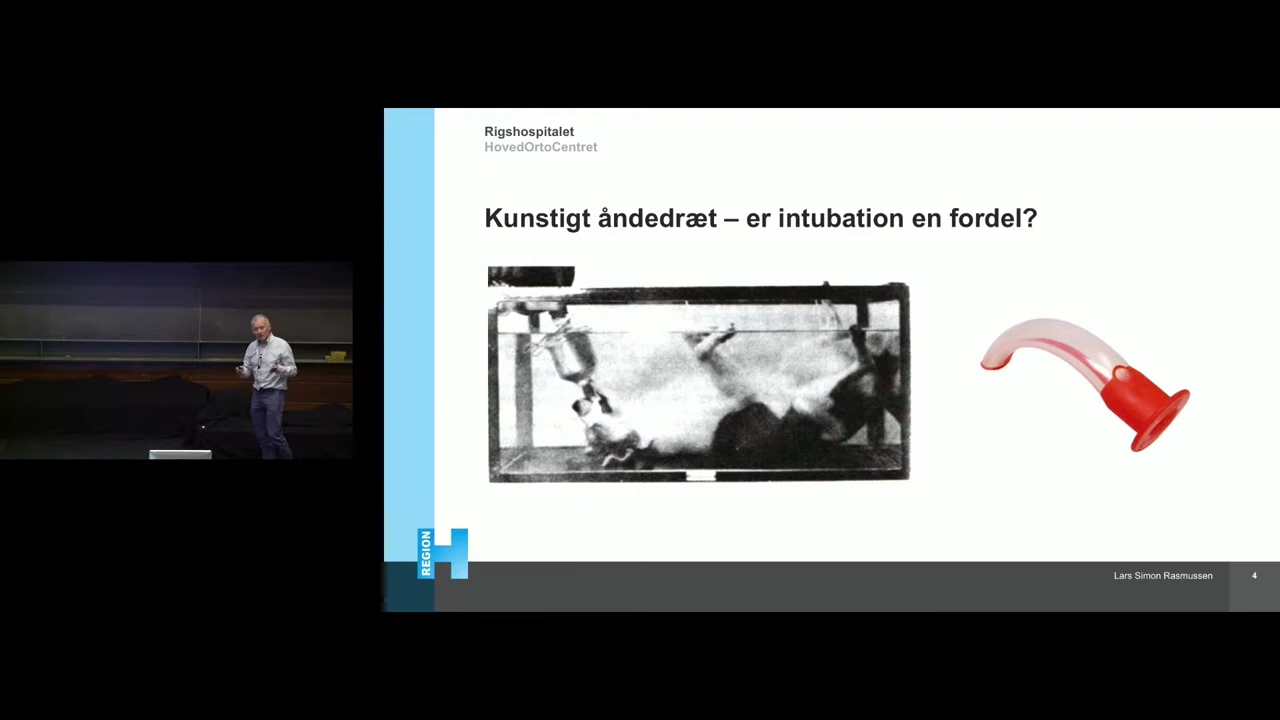 Rigshospitalet
HovedOrtoCentret
Kunstigt åndedræt – er intubation en fordel?
REGION
Lars Simon Rasmussen
4